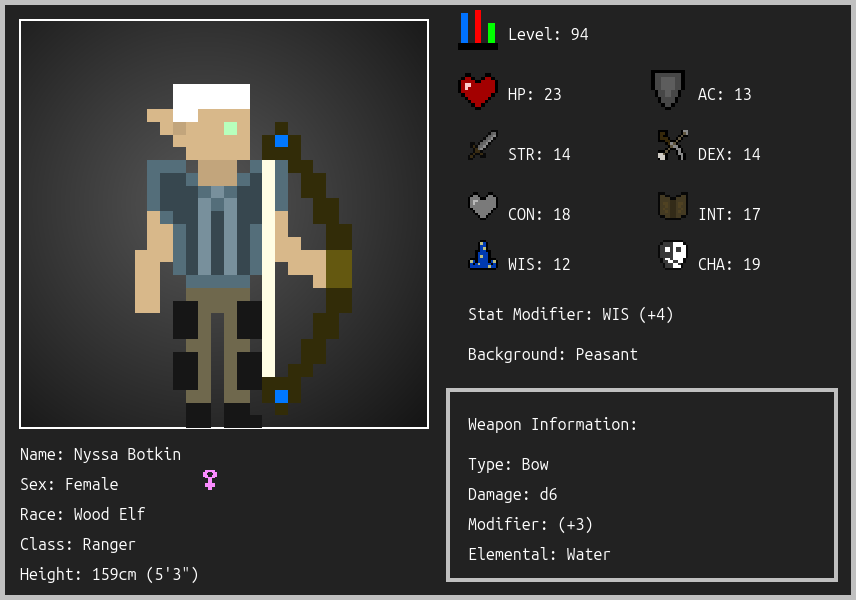 Level: 94
HP: 23
AC: 13
STR: 14
DEX: 14
CON: 18
INT: 17
WIS: 12
CHA: 19
Stat Modifier: WIS (+4)
Background: Peasant
Weapon Information:
Type: Bow
Damage: d6
Modifier: (+3)
Elemental: Water
Name: Nyssa Botkin
Sex: Female
Race: Wood Elf
Class: Ranger
Height: 159cm (5'3")